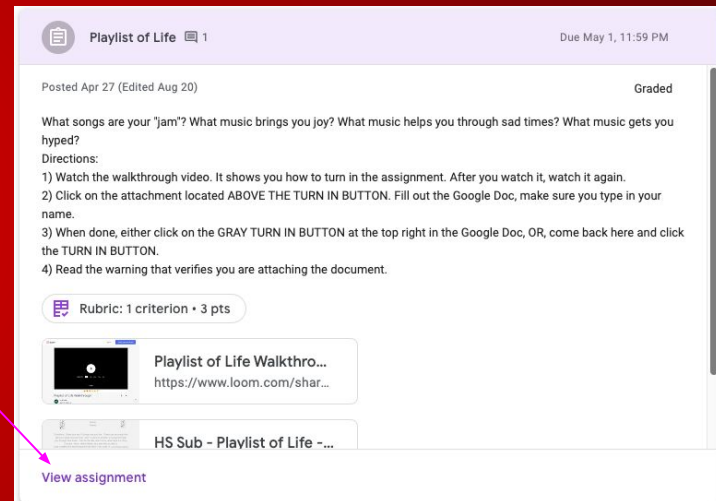 Playlist of Life 1
Due May 1, 11:59 PM
Posted Apr 27 (Edited Aug 20)
Graded
What songs are your "jam"? What music brings you joy? What music helps you through sad times? What music gets you
hyped?
Directions:
1) Watch the walkthrough video. It shows you how to turn in the assignment. After you watch it, watch it again.
2) Click on the attachment located ABOVE THE TURN IN BUTTON. Fill out the Google Doc, make sure you type in your
name.
3) When done, either click on the GRAY TURN IN BUTTON at the top right in the Google Doc, OR, come back here and click
the TURN IN BUTTON.
4) Read the warning that verifies you are attaching the document.
Rubric: 1 criterion • 3 pts
Playlist of Life Walkthro...
https://www.loom.com/shar...
HS Sub - Playlist of Life -...
View assignment